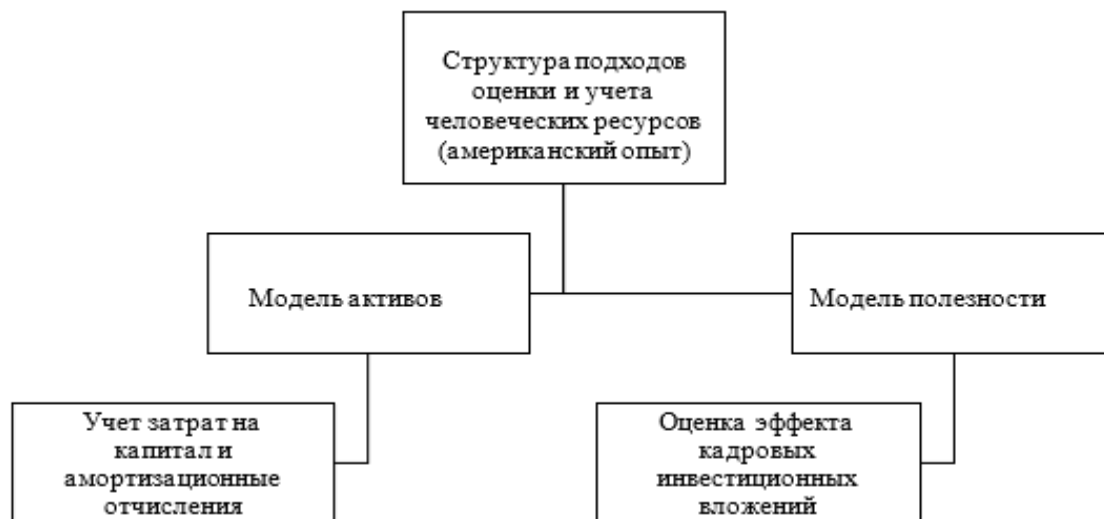 Структура подходов
оценки и учета
человеческих ресурсов
(американский опыт)
Модель активов
Модель полезности
Учет затрат на
капитал и
амортизационные
отчисления
Оценка эффекта
кадровых
инвестиционных
вложений